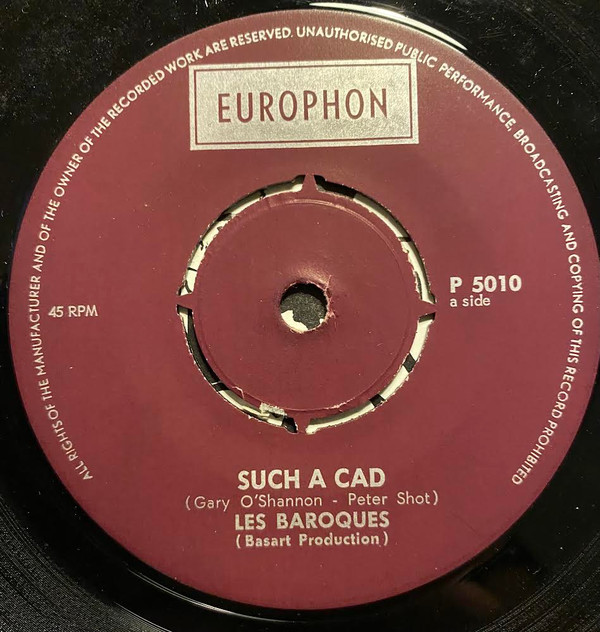 ALL RIGHTS OF THE MANUFACTURER AND OF THE OWNER OF THE RECORDED WORK ARE RESERVED. UNAUTHORISED PUBLIC PERFORMANCE, BROADCASTING AND COPYING OF THIS RECORD PROHIBITED
EUROPHON
45 RPM
P 5010
a side
SUCH A CAD
(Gary O'Shannon - Peter Shot)
LES BAROQUES
(Basart Production)